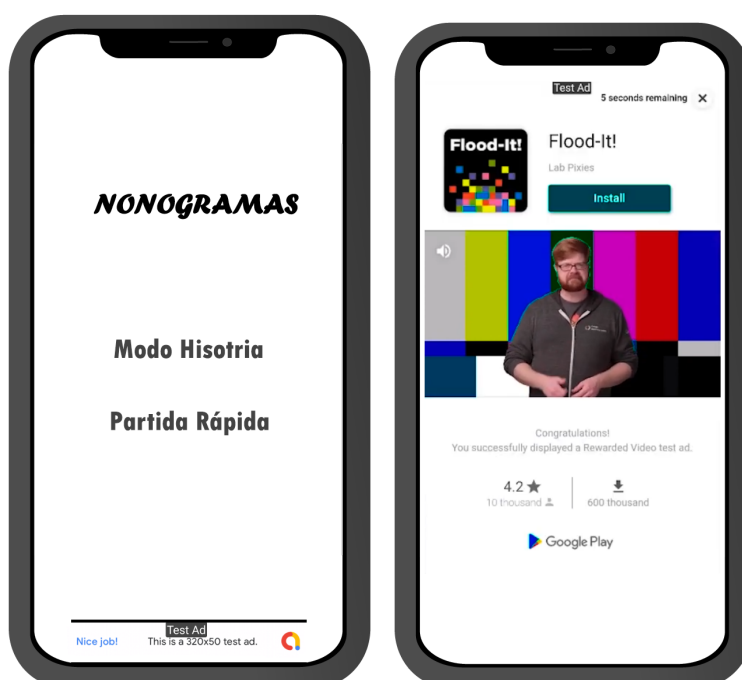 NONOGRAMAS
Modo Hisotria
Partida Rápida
Test Ad
Nice job!
This is a 320x50 test ad.
Test Ad
5 seconds remaining
Flood-It!
Flood-It!
Lab Pixies
Install
Congratulations!
You successfully displayed a Rewarded Video test ad.
4.2
10 thousand
600 thousand
Google Play